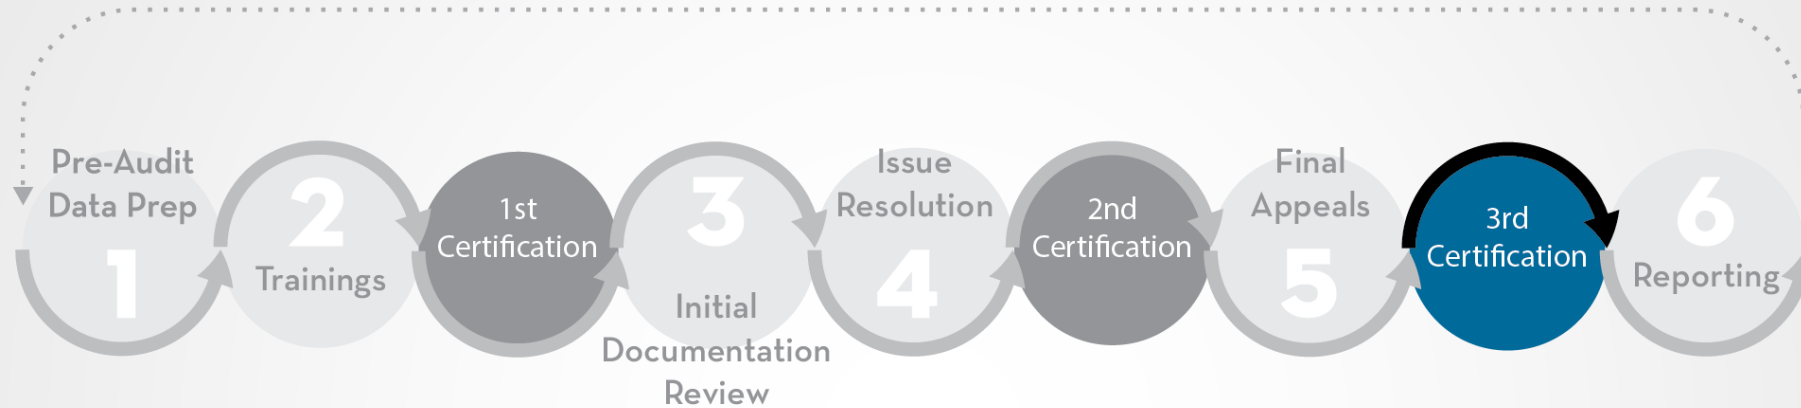 Pre-Audit
Data Prep
1
2
Trainings
1st
Certification
3
Initial
Documentation
Review
Issue
Resolution
4
2nd
Certification
Final
Appeals
5
3rd
Certification
6
Reporting